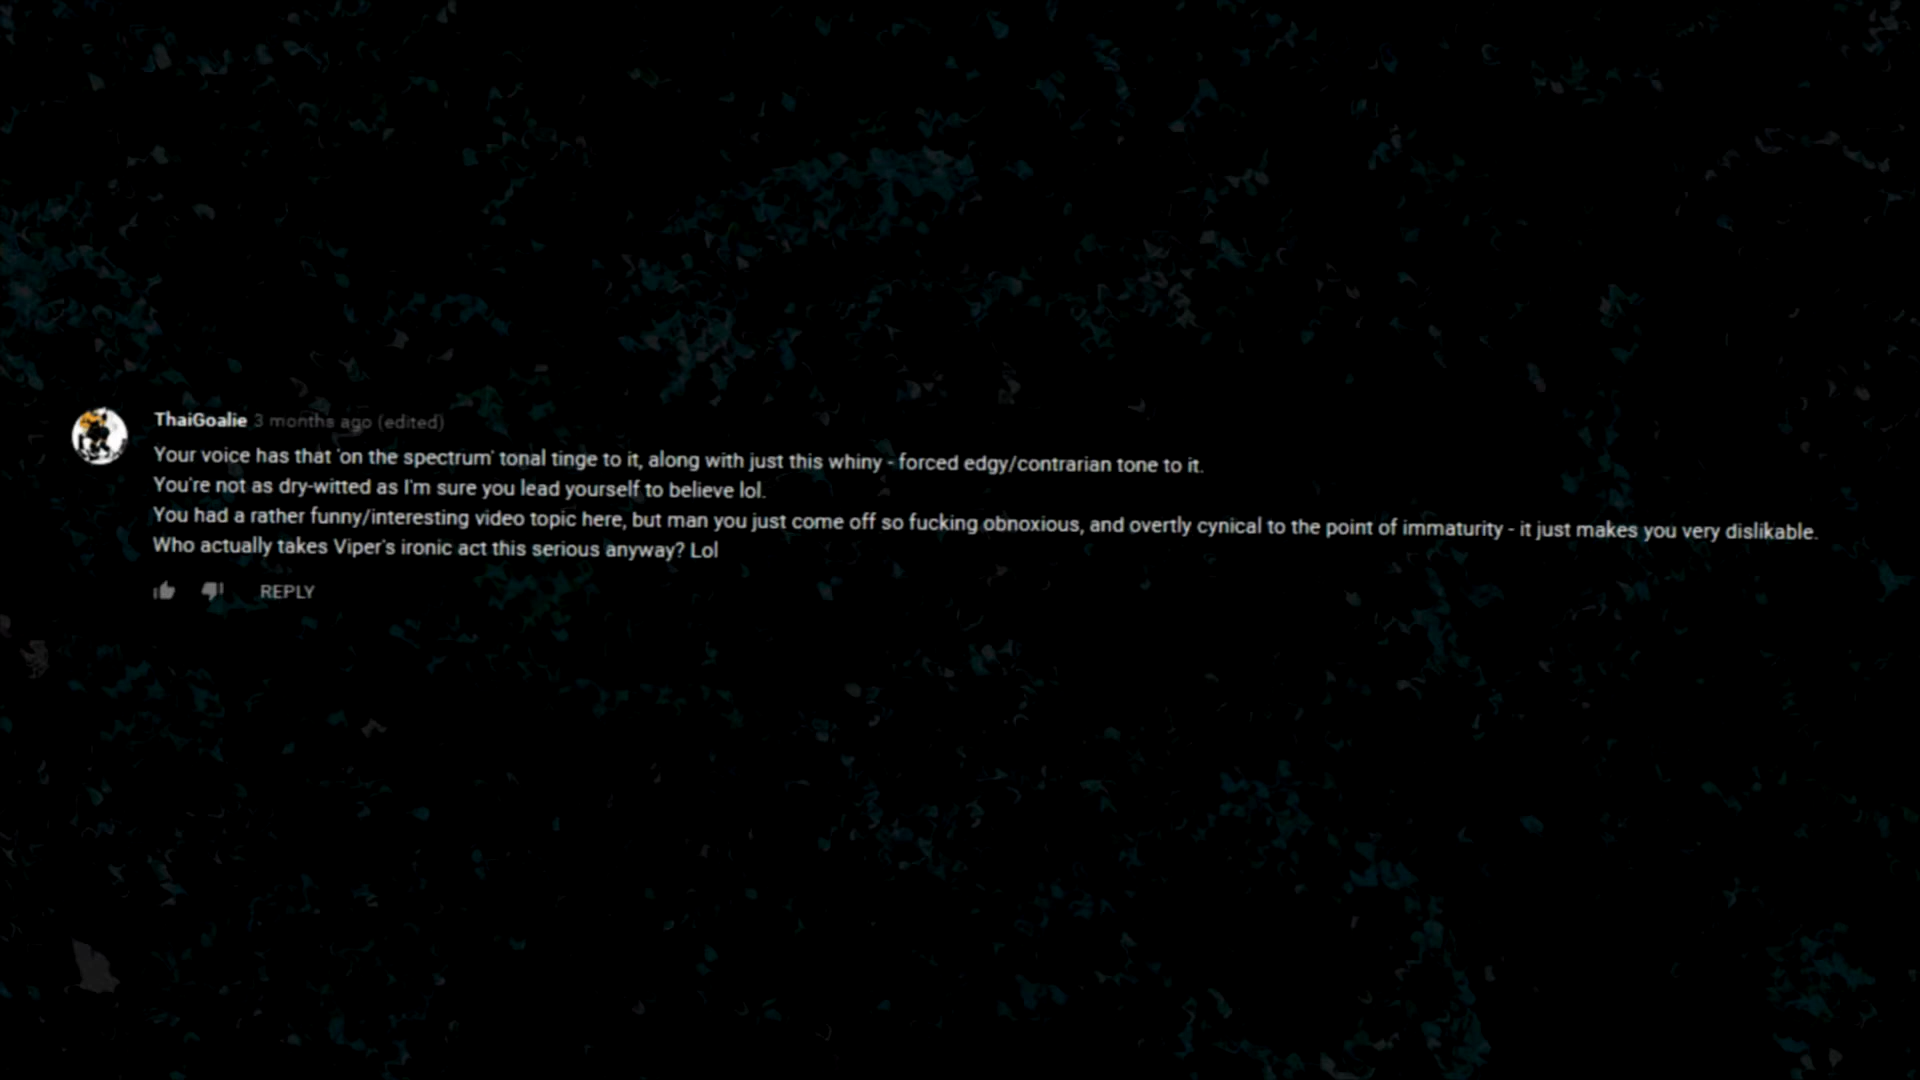 ThaiGoalie 3 months ago (edited)
Your voice has that 'on the spectrum' tonal tinge to it, along with just this whiny - forced edgy/contrarian tone to it.
You're not as dry-witted as I'm sure you lead yourself to believe lol.
You had a rather funny/interesting video topic here, but man you just come off so fucking obnoxious, and overtly cynical to the point of immaturity - it just makes you very dislikable.
Who actually takes Viper's ironic act this serious anyway? Lol
REPLY